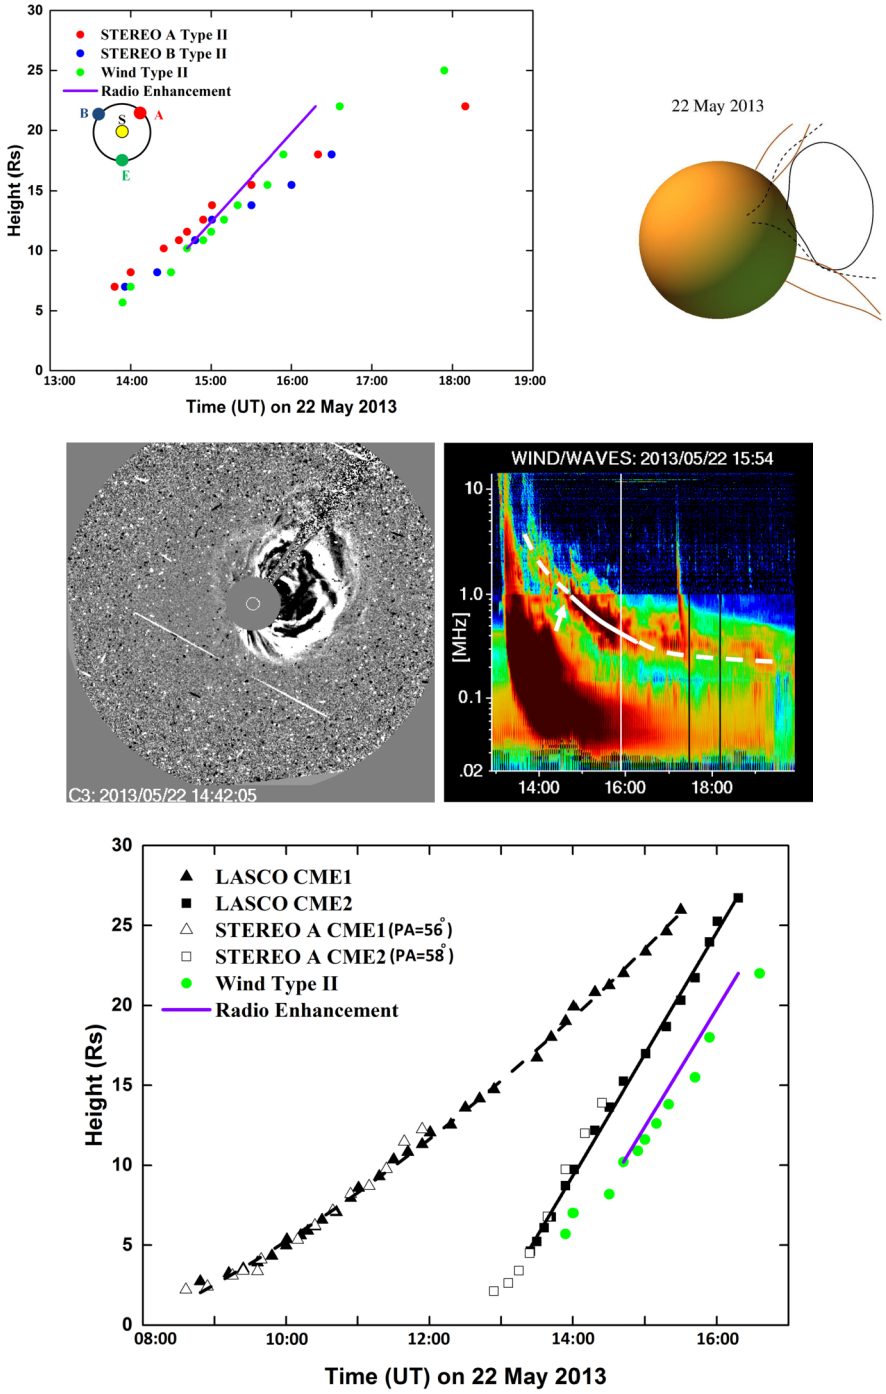 30
25
20
15
10
5
0
Height (Rs)
STEREO A Type II
STEREO B Type II
Wind Type II
Radio Enhancement
B
S
A
E
13:00 14:00 15:00 16:00 17:00 18:00 19:00
Time (UT) on 22 May 2013
22 May 2013
C3: 2013/05/22 14:42:05
WIND/WAVES: 2013/05/22 15:54
10
1.0
0.1
.02
[MHz]
14:00 16:00 18:00
30
25
20
15
10
5
0
Height (Rs)
LASCO CME1
LASCO CME2
STEREO A CME1 (PA=56°)
STEREO A CME2 (PA=58°)
Wind Type II
Radio Enhancement
08:00 10:00 12:00 14:00 16:00
Time (UT) on 22 May 2013